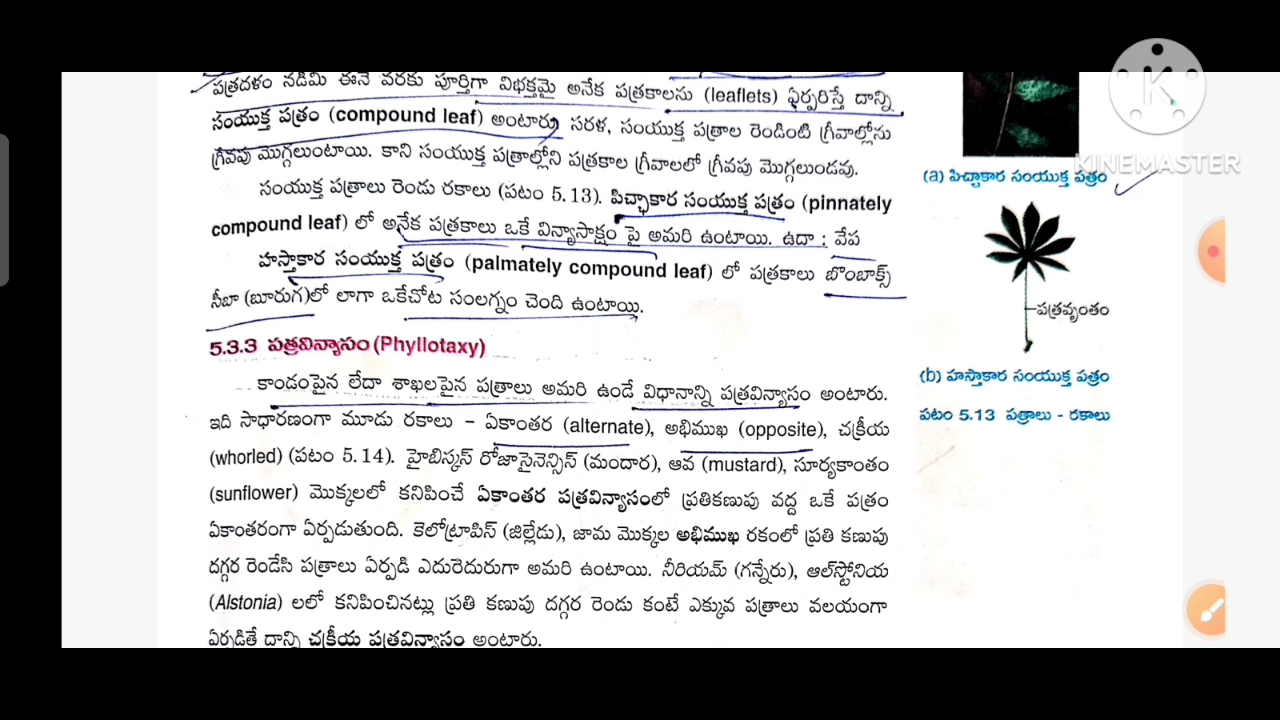 పత్రదళం నడిమి ఈనె వరకు పూర్తిగా విభక్తమై అనేక పత్రకాలను (leaflets) ఏర్పరిస్తే దాన్ని
సంయుక్త పత్రం (compound leaf) అంటారు. సరళ, సంయుక్త పత్రాల రెండింటి గ్రీవాల్లోను
గ్రీవపు మొగ్గలుంటాయి. కాని సంయుక్త పత్రాల్లోని పత్రకాల గ్రీవాలలో గ్రీవపు మొగ్గలుండవు.
సంయుక్త పత్రాలు రెండు రకాలు (పటం 5.13). పిచ్ఛాకార సంయుక్త పత్రం (pinnately
compound leaf) లో అనేక పత్రకాలు ఒకే విన్యాసాక్షం పై అమరి ఉంటాయి. ఉదా : వేప
హస్తాకార సంయుక్త పత్రం (palmately compound leaf) లో పత్రకాలు బొంబాక్స్
సీబా (బూరుగ)లో లాగా ఒకేచోట సంలగ్నం చెంది ఉంటాయి.
5.3.3 పత్రవిన్యాసం (Phyllotaxy)
కాండంపైన లేదా శాఖలపైన పత్రాలు అమరి ఉండే విధానాన్ని పత్రవిన్యాసం అంటారు.
ఇది సాధారణంగా మూడు రకాలు – ఏకాంతర (alternate), అభిముఖ (opposite), చక్రీయ
(whorled) (పటం 5.14). హైబిస్కస్ రోజాసైనెన్సిస్ (మందార), ఆవ (mustard), సూర్యకాంతం
(sunflower) మొక్కలలో కనిపించే ఏకాంతర పత్రవిన్యాసంలో ప్రతికణుపు వద్ద ఒకే పత్రం
ఏకాంతరంగా ఏర్పడుతుంది. కెలోట్రాపిస్ (జిల్లేడు), జామ మొక్కల అభిముఖ రకంలో ప్రతి కణుపు
దగ్గర రెండేసి పత్రాలు ఏర్పడి ఎదురెదురుగా అమరి ఉంటాయి. నీరియమ్ (గన్నేరు), ఆల్‌స్టోనియ
(Alstonia) లలో కనిపించినట్లు ప్రతి కణుపు దగ్గర రెండు కంటే ఎక్కువ పత్రాలు వలయంగా
ఏర్పడితే దాన్ని చక్రీయ పత్రవిన్యాసం అంటారు.
KINEMASTER
(a) పిచ్ఛాకార సంయుక్త పత్రం
పత్రవృంతం
(b) హస్తాకార సంయుక్త పత్రం
పటం 5.13 పత్రాలు - రకాలు